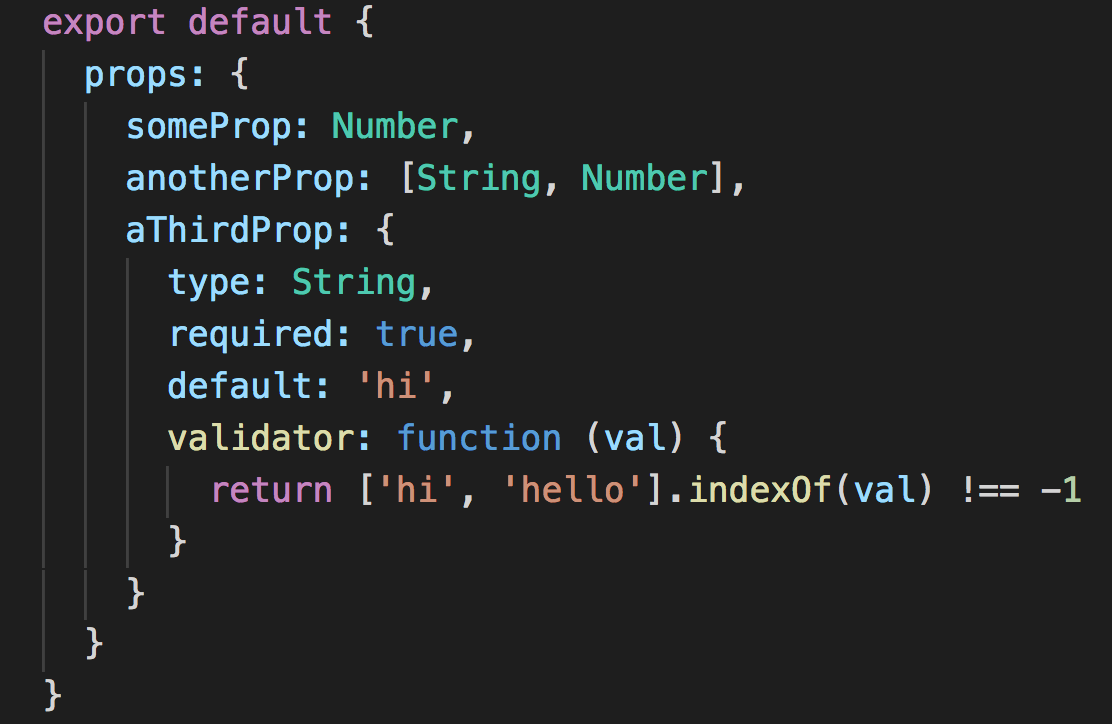 export default {
  props: {
    someProp: Number,
    anotherProp: [String, Number],
    aThirdProp: {
      type: String,
      required: true,
      default: 'hi',
      validator: function (val) {
        return ['hi', 'hello'].indexOf(val) !== -1
      }
    }
  }
}